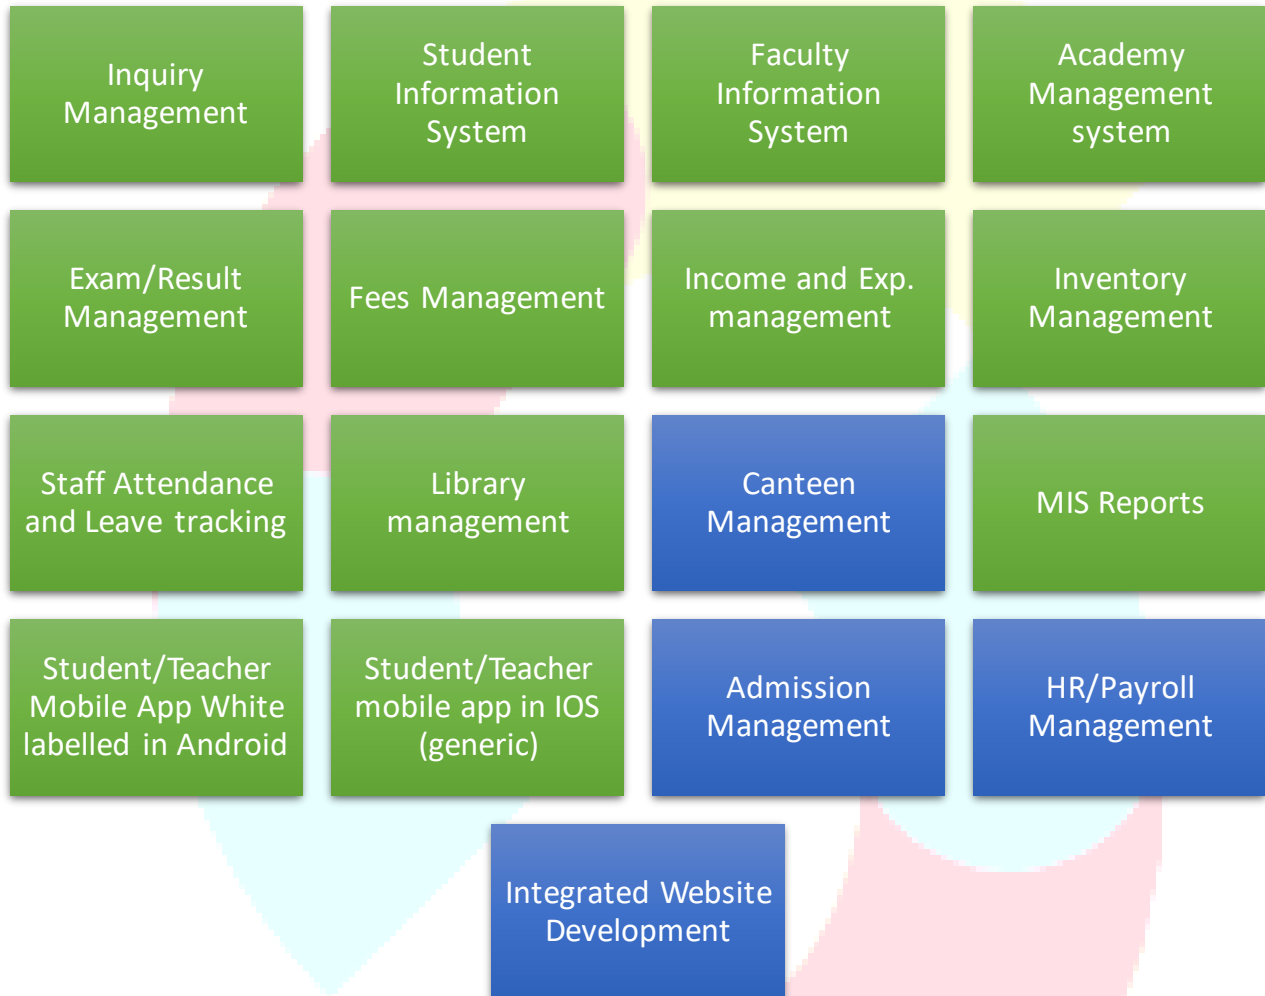 Inquiry
Management
Student
Information
System
Faculty
Information
System
Academy
Management
system
Exam/Result
Management
Fees Management
Income and Exp.
management
Inventory
Management
Staff Attendance
and Leave tracking
Library
management
Canteen
Management
MIS Reports
Student/Teacher
Mobile App White
labelled in Android
Student/Teacher
mobile app in IOS
(generic)
Admission
Management
HR/Payroll
Management
Integrated Website
Development